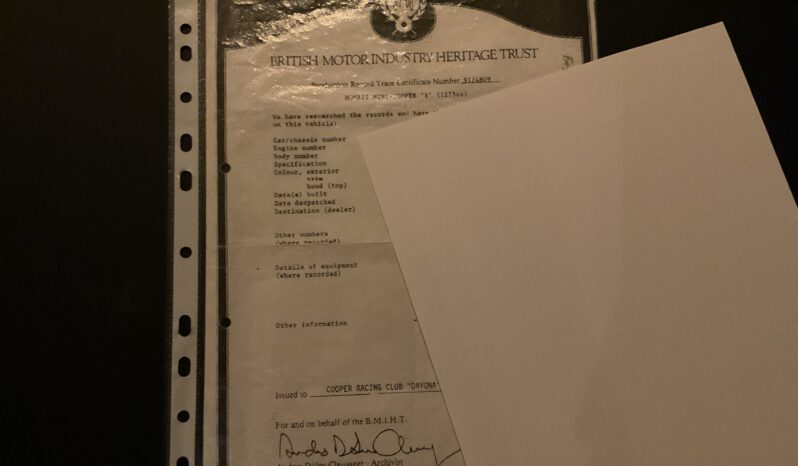 BRITISH MOTOR INDUSTRY HERITAGE TRUST
Production Record Trace Certificate Number 91/4809
MORRIS MINI-COOPER 'S' (1275cc)
We have researched the records and have
on this vehicle:
Car/chassis number
Engine number
Body number
Specification
Colour, exterior
trim
hood (top)
Date(s) built
Date despatched
Destination (dealer)
Other numbers
(where recorded)
Details of equipment
(where recorded)
Other information
Issued to COOPER RACING CLUB "DAYONA"
For and on behalf of the B.M.I.H.T.
Archivist